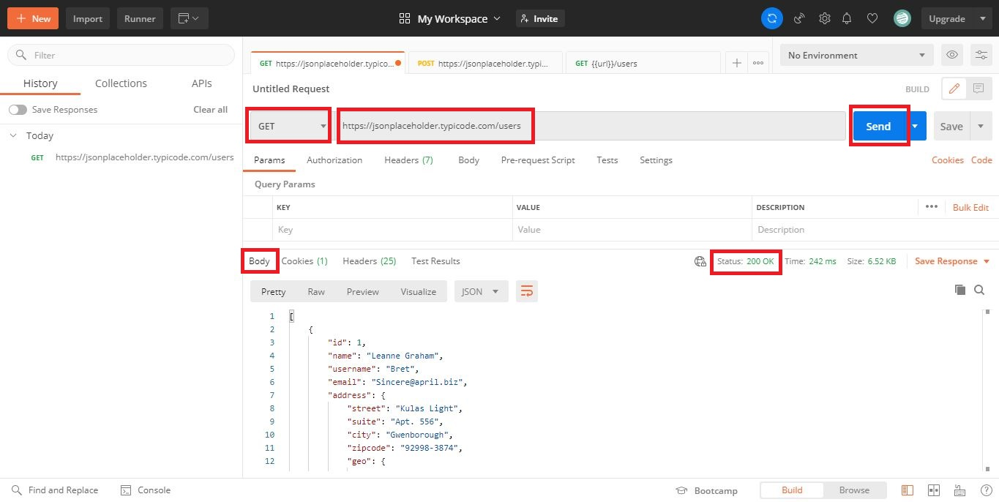 New Import Runner My Workspace Invite Upgrade
Filter
History Collections APIs
Save Responses Clear all
Today
GET https://jsonplaceholder.typicode.com/users
GET https://jsonplaceholder.typico... POST https://jsonplaceholder.typi... GET {{url}}/users No Environment
Untitled Request BUILD
GET https://jsonplaceholder.typicode.com/users Send Save
Params Authorization Headers (7) Body Pre-request Script Tests Settings Cookies Code
Query Params
KEY VALUE DESCRIPTION Bulk Edit
Key Value Description
Body Cookies (1) Headers (25) Test Results Status: 200 OK Time: 242 ms Size: 6.52 KB Save Response
Pretty Raw Preview Visualize JSON
1 [
2 {
3 "id": 1,
4 "name": "Leanne Graham",
5 "username": "Bret",
6 "email": "Sincere@april.biz",
7 "address": {
8 "street": "Kulas Light",
9 "suite": "Apt. 556",
10 "city": "Gwenborough",
11 "zipcode": "92998-3874",
12 "geo": {
Find and Replace Console Bootcamp Build Browse